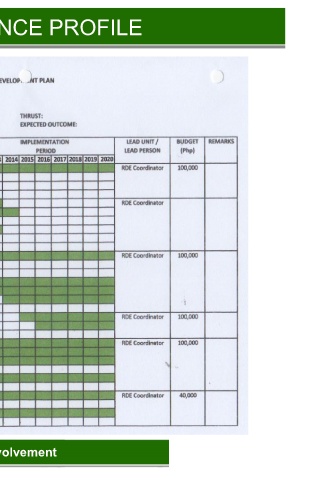 NCE PROFILE
EVELOP NT PLAN
THRUST:
EXPECTED OUTCOME:
IMPLEMENTATION
PERIOD
LEAD UNIT /
LEAD PERSON
BUDGET
(Php)
REMARKS
2014 2015 2016 2017 2018 2019 2020
RDE Coordinator 100,000
RDE Coordinator
RDE Coordinator 100,000
RDE Coordinator 100,000
RDE Coordinator 100,000
RDE Coordinator 40,000
volvement